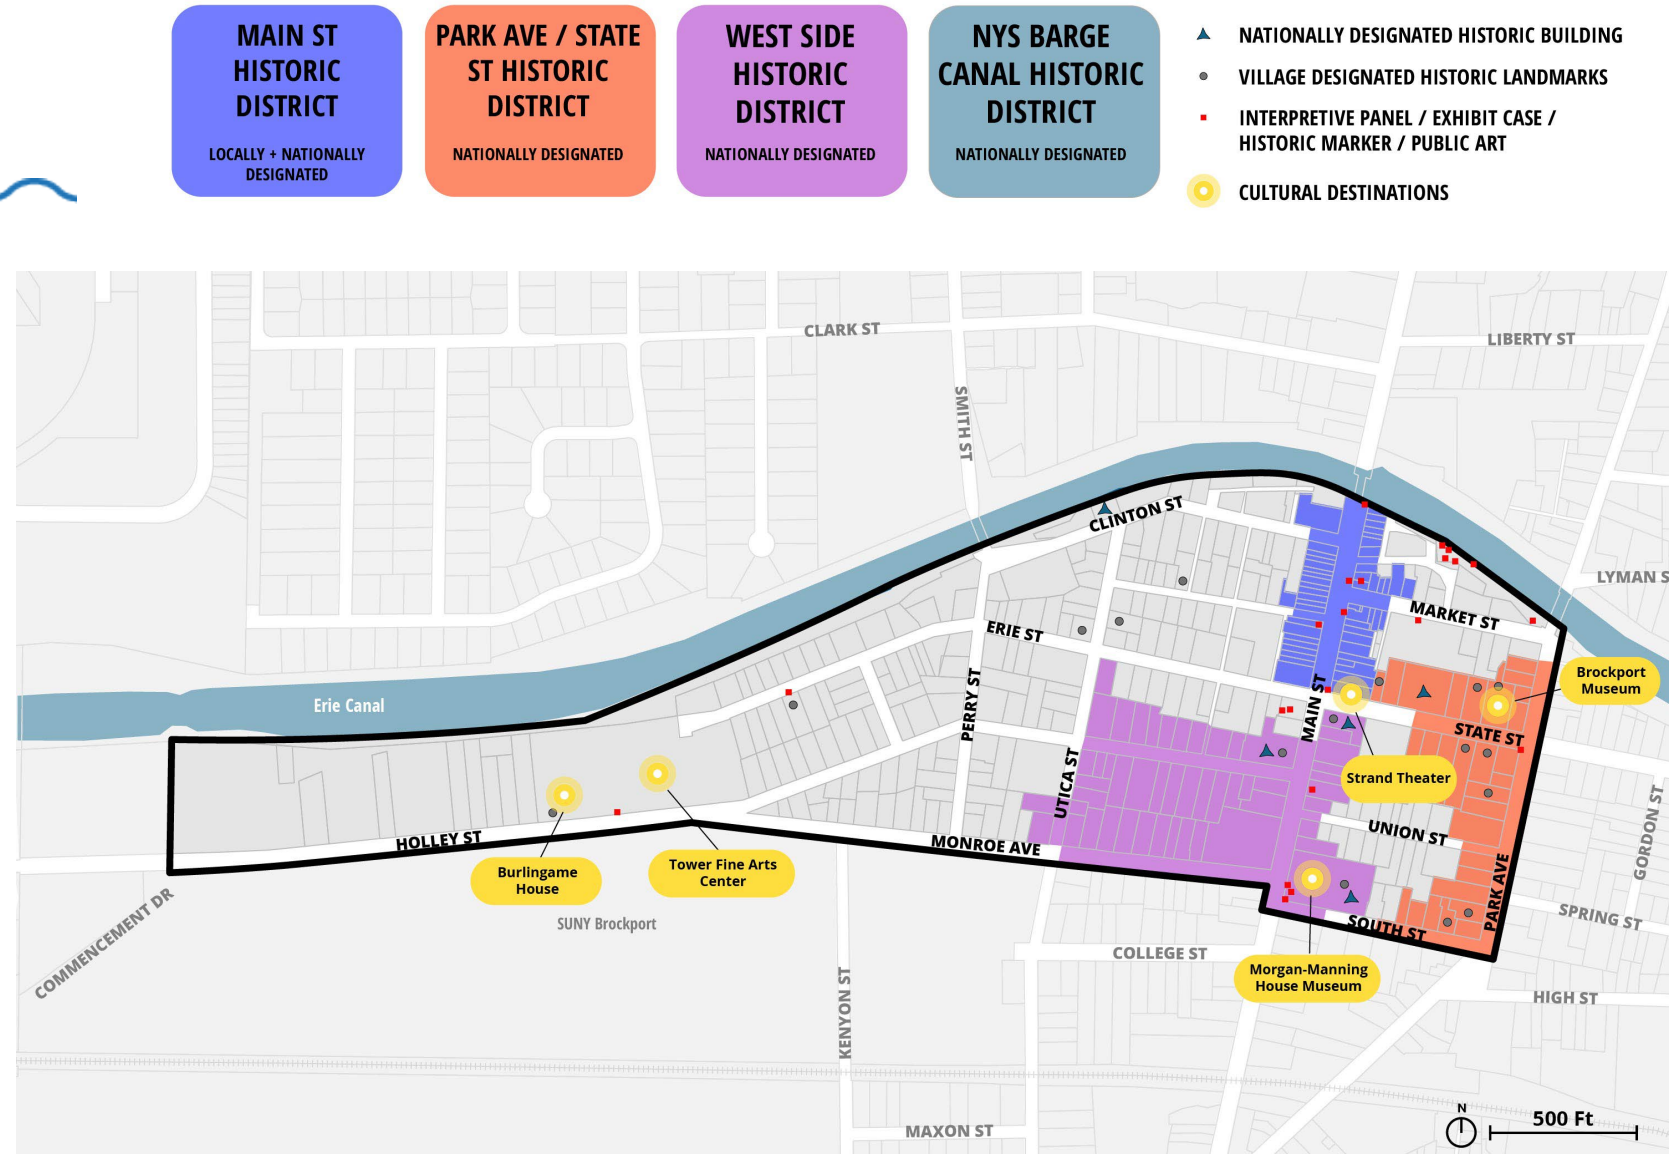 MAIN ST
HISTORIC
DISTRICT
LOCALLY + NATIONALLY
DESIGNATED
PARK AVE / STATE
ST HISTORIC
DISTRICT
NATIONALLY DESIGNATED
WEST SIDE
HISTORIC
DISTRICT
NATIONALLY DESIGNATED
NYS BARGE
CANAL HISTORIC
DISTRICT
NATIONALLY DESIGNATED
NATIONALLY DESIGNATED HISTORIC BUILDING
VILLAGE DESIGNATED HISTORIC LANDMARKS
INTERPRETIVE PANEL / EXHIBIT CASE /
HISTORIC MARKER / PUBLIC ART
CULTURAL DESTINATIONS
CLARK ST
LIBERTY ST
SMITH ST
CLINTON ST
LYMAN S
MARKET ST
ERIE ST
Brockport
Museum
Erie Canal
PERRY ST
MAIN ST
STATE ST
UTICA ST
Strand Theater
GORDON ST
UNION ST
HOLLEY ST
MONROE AVE
Burlingame
House
Tower Fine Arts
Center
PARK AVE
SUNY Brockport
SOUTH ST
SPRING ST
COMMENCEMENT DR
COLLEGE ST
Morgan-Manning
House Museum
HIGH ST
KENYON ST
MAXON ST
N
500 Ft